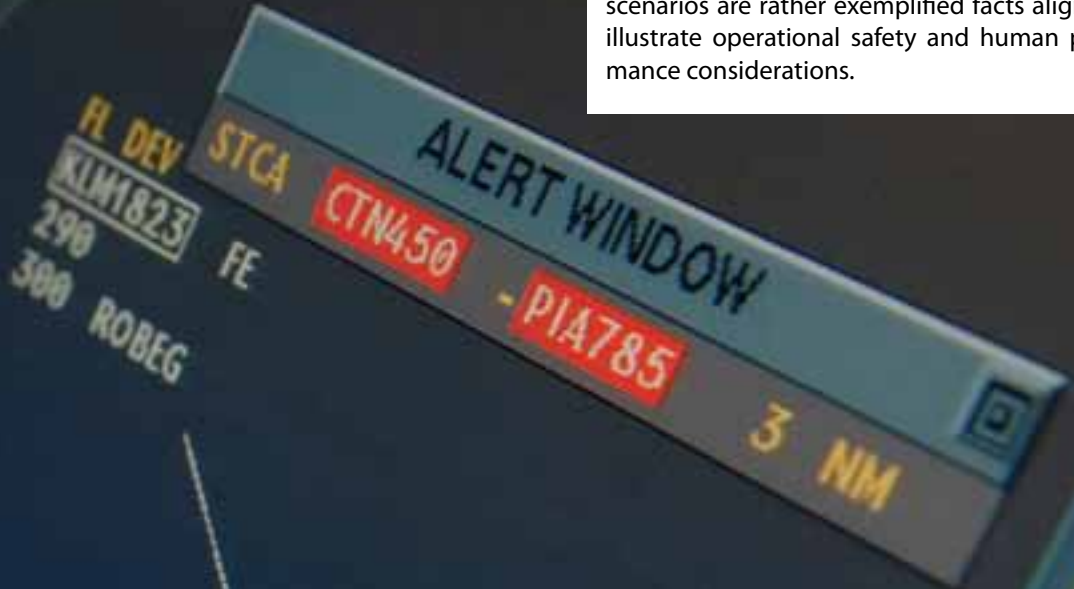 scenarios are rather exemplified facts alig
illustrate operational safety and human p
mance considerations.
ALERT WINDOW
STCA CTN450 - PIA785 3 NM
FL DEV
KLM1823 FE
290
300 ROBEG